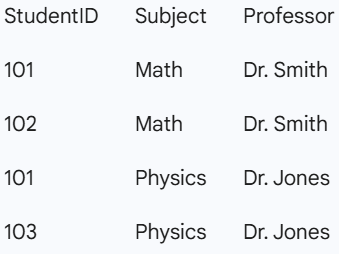 StudentID Subject Professor
101 Math Dr. Smith
102 Math Dr. Smith
101 Physics Dr. Jones
103 Physics Dr. Jones